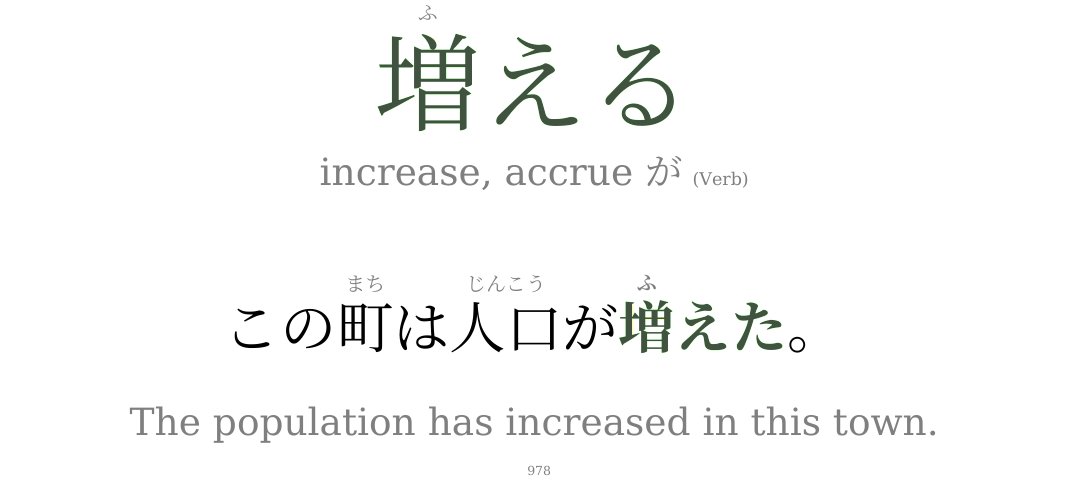 ふ
増える
increase, accrue が (Verb)
まち じんこう ふ
この町は人口が増えた。
The population has increased in this town.
978